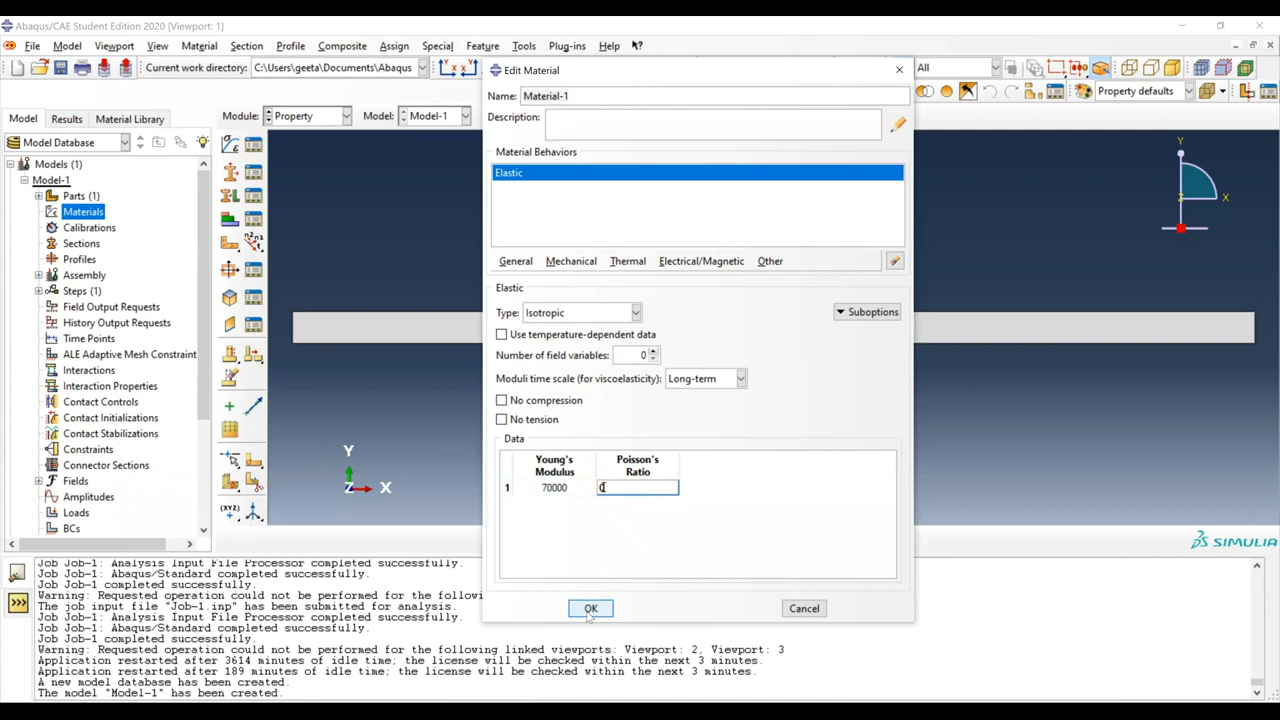 Abaqus/CAE Student Edition 2020 [Viewport: 1]
File Model Viewport View Material Section Profile Composite Assign Special Feature Tools Plug-ins Help
Current work directory: C:\Users\geeta\Documents\Abaqus
All
Property defaults
Model Results Material Library
Module: Property Model: Model-1
Model Database
Models (1)
Model-1
Parts (1)
Materials
Calibrations
Sections
Profiles
Assembly
Steps (1)
Field Output Requests
History Output Requests
Time Points
ALE Adaptive Mesh Constraint
Interactions
Interaction Properties
Contact Controls
Contact Initializations
Contact Stabilizations
Constraints
Connector Sections
Fields
Amplitudes
Loads
BCs
(XYZ)
Y
Z X
Y
Z X
Edit Material
Name: Material-1
Description:
Material Behaviors
Elastic
General Mechanical Thermal Electrical/Magnetic Other
Elastic
Type: Isotropic
Suboptions
Use temperature-dependent data
Number of field variables: 0
Moduli time scale (for viscoelasticity): Long-term
No compression
No tension
Data
Young's Poisson's
Modulus Ratio
1 70000 0
OK Cancel
SIMULIA
Job Job-1: Analysis Input File Processor completed successfully.
Job Job-1: Abaqus/Standard completed successfully.
Job Job-1 completed successfully.
Warning: Requested operation could not be performed for the following
The job input file "Job-1.inp" has been submitted for analysis.
Job Job-1: Analysis Input File Processor completed successfully.
Job Job-1: Abaqus/Standard completed successfully.
Job Job-1 completed successfully.
Warning: Requested operation could not be performed for the following linked viewports: Viewport: 2, Viewport: 3
Application restarted after 3614 minutes of idle time; the license will be checked within the next 3 minutes.
Application restarted after 189 minutes of idle time; the license will be checked within the next 3 minutes.
A new model database has been created.
The model "Model-1" has been created.